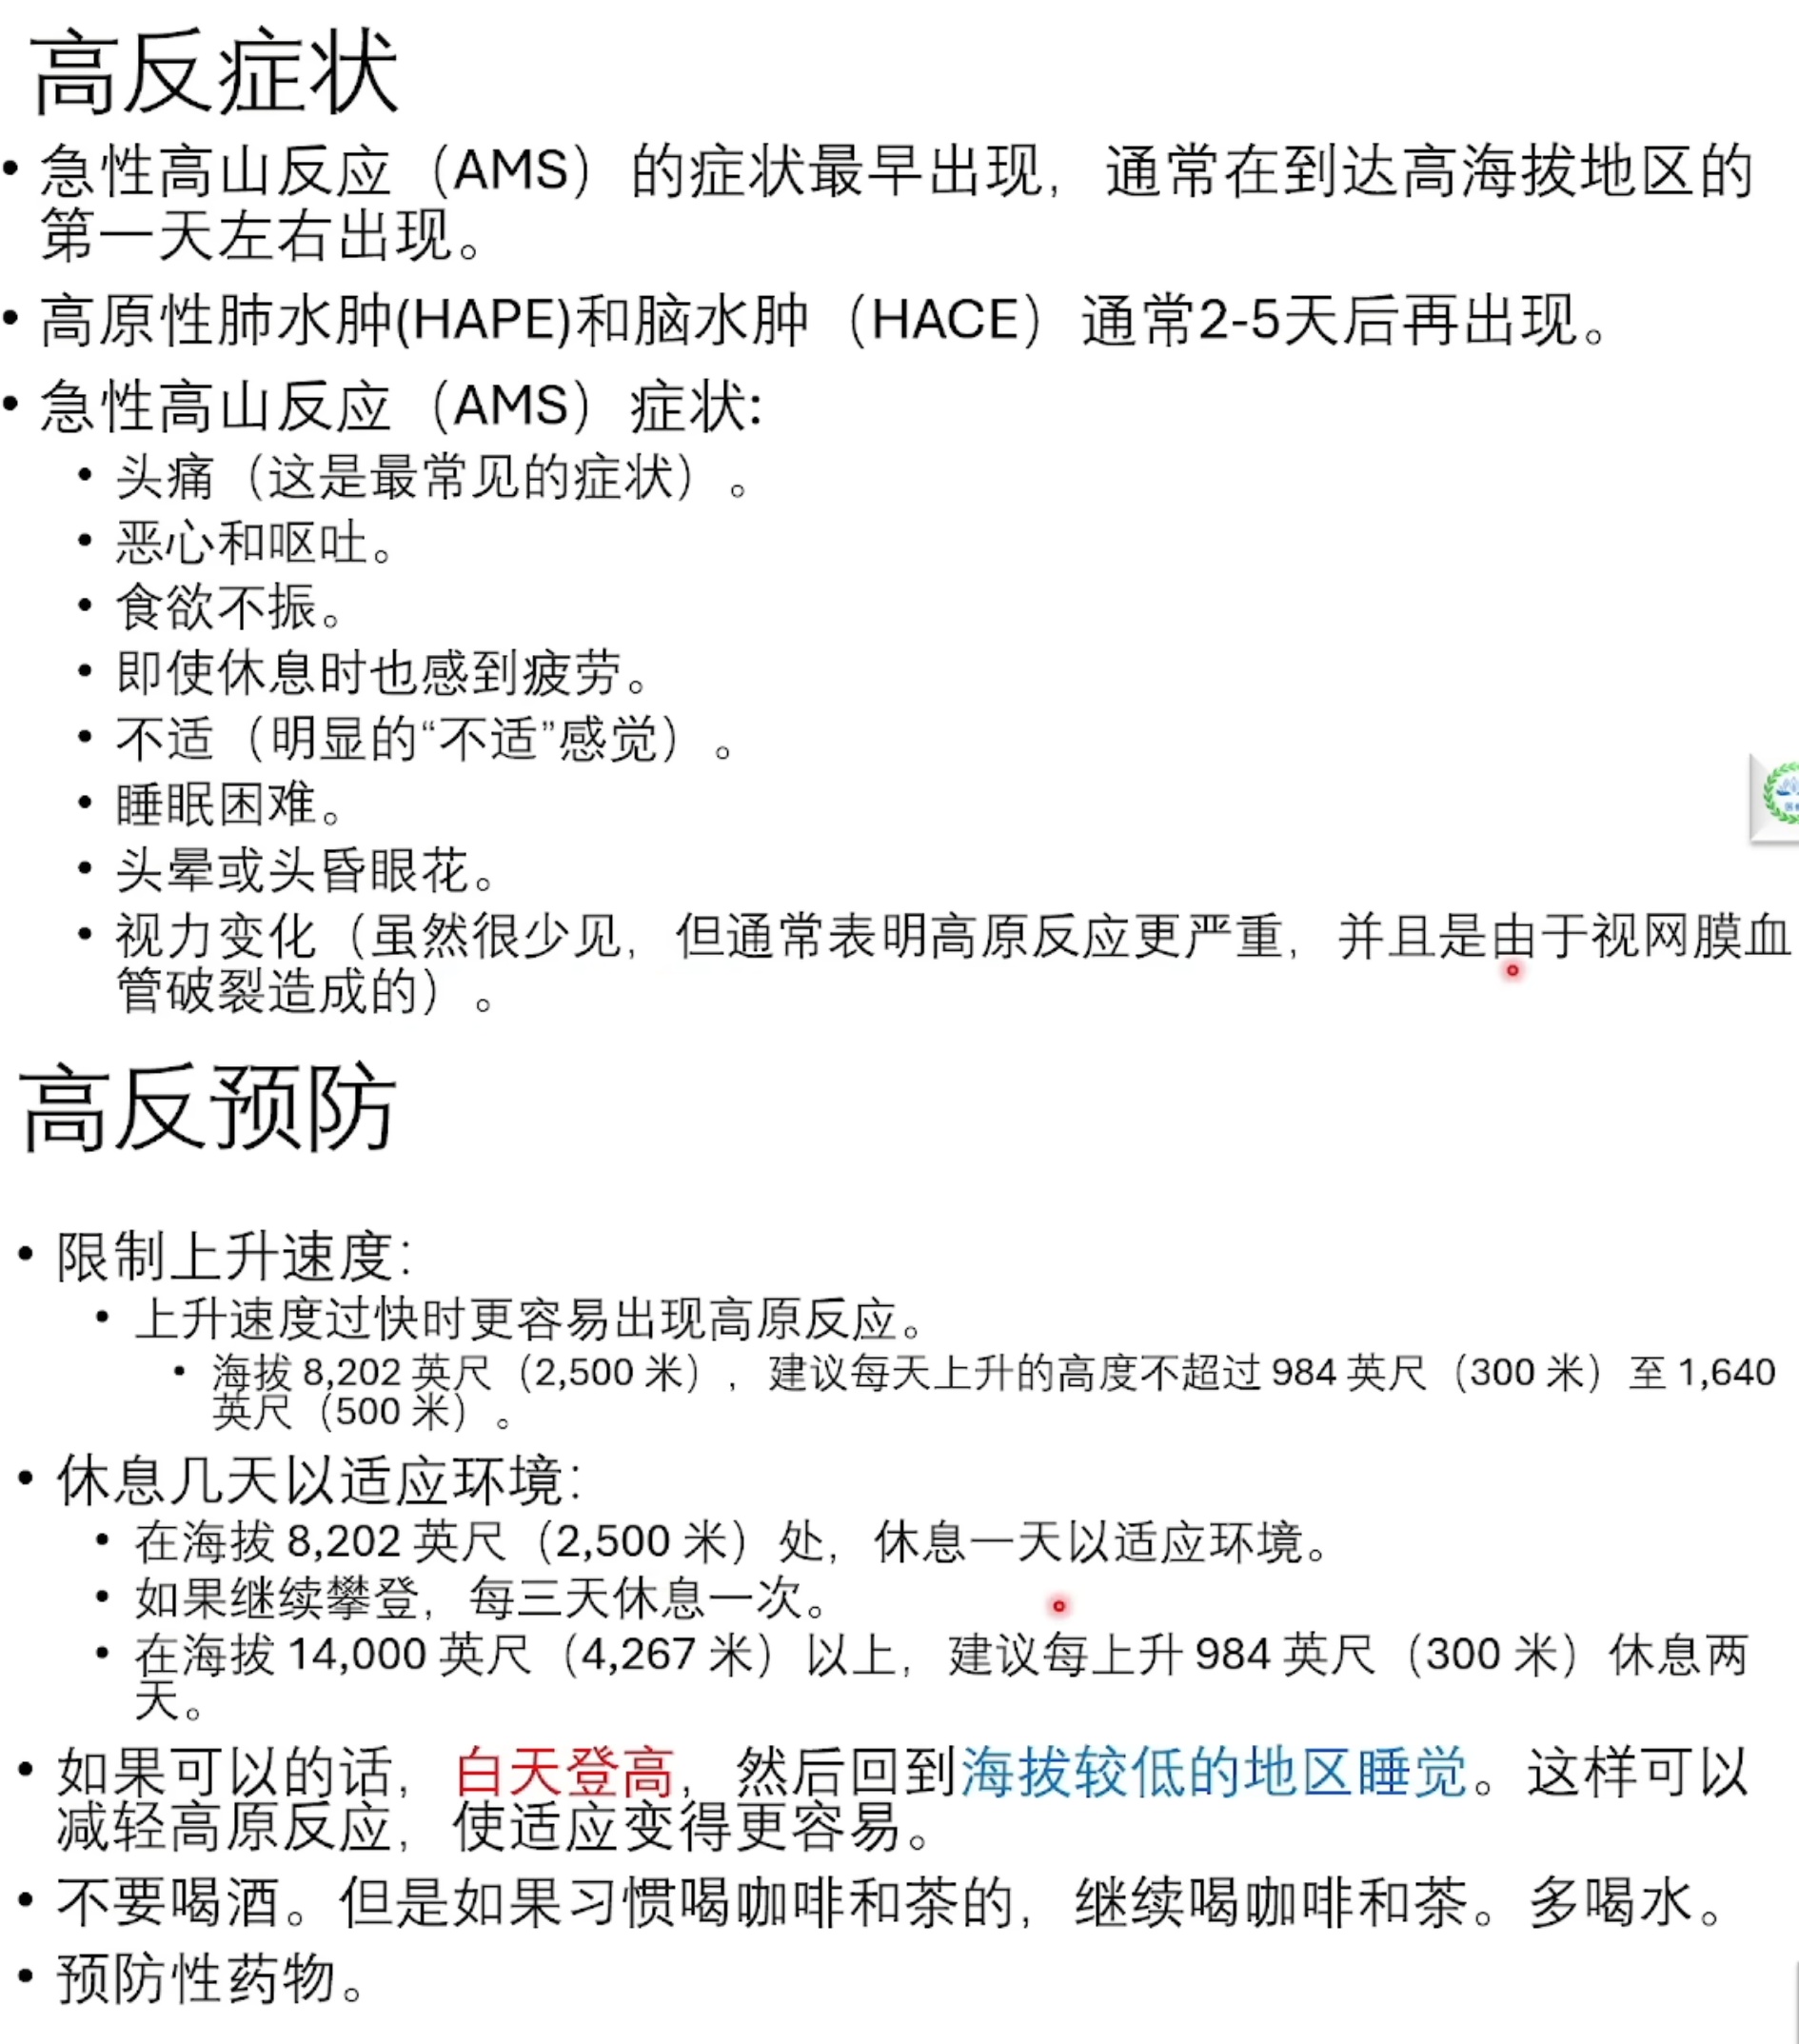 高反症状
• 急性高山反应（AMS）的症状最早出现，通常在到达高海拔地区的
第一天左右出现。
• 高原性肺水肿(HAPE)和脑水肿（HACE）通常2-5天后再出现。
• 急性高山反应（AMS）症状:
• 头痛（这是最常见的症状）。
• 恶心和呕吐。
• 食欲不振。
• 即使休息时也感到疲劳。
• 不适（明显的“不适”感觉）。
• 睡眠困难。
• 头晕或头昏眼花。
• 视力变化（虽然很少见，但通常表明高原反应更严重，并且是由于视网膜血
管破裂造成的）。
高反预防
• 限制上升速度：
• 上升速度过快时更容易出现高原反应。
• 海拔 8,202 英尺（2,500 米），建议每天上升的高度不超过 984 英尺（300 米）至 1,640
英尺（500 米）。
• 休息几天以适应环境：
• 在海拔 8,202 英尺（2,500 米）处，休息一天以适应环境。
• 如果继续攀登，每三天休息一次。
• 在海拔 14,000 英尺（4,267 米）以上，建议每上升 984 英尺（300 米）休息两
天。
• 如果可以的话，白天登高，然后回到海拔较低的地区睡觉。这样可以
减轻高原反应，使适应变得更容易。
• 不要喝酒。但是如果习惯喝咖啡和茶的，继续喝咖啡和茶。多喝水。
• 预防性药物。